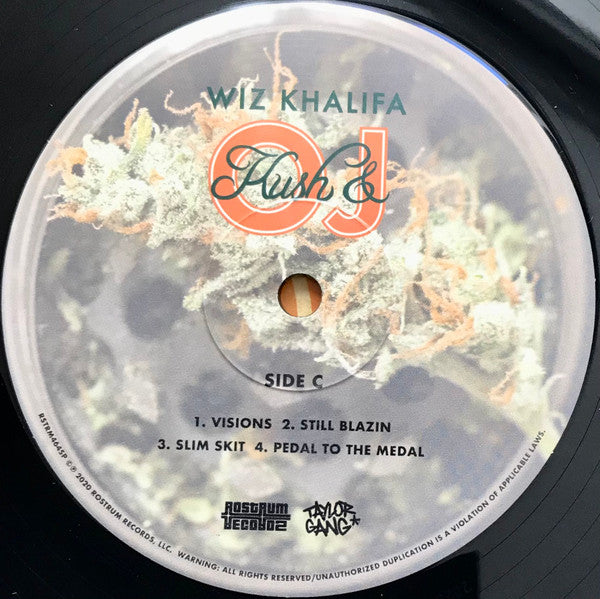 WIZ KHALIFA
Kush &
OJ
SIDE C
1. VISIONS 2. STILL BLAZIN
3. SLIM SKIT 4. PEDAL TO THE MEDAL
ROSTRUM
RECORDS
TAYLOR
GANG*
RSTRM464SP ℗© 2020 ROSTRUM RECORDS, LLC. WARNING: ALL RIGHTS RESERVED/UNAUTHORIZED DUPLICATION IS A VIOLATION OF APPLICABLE LAWS.